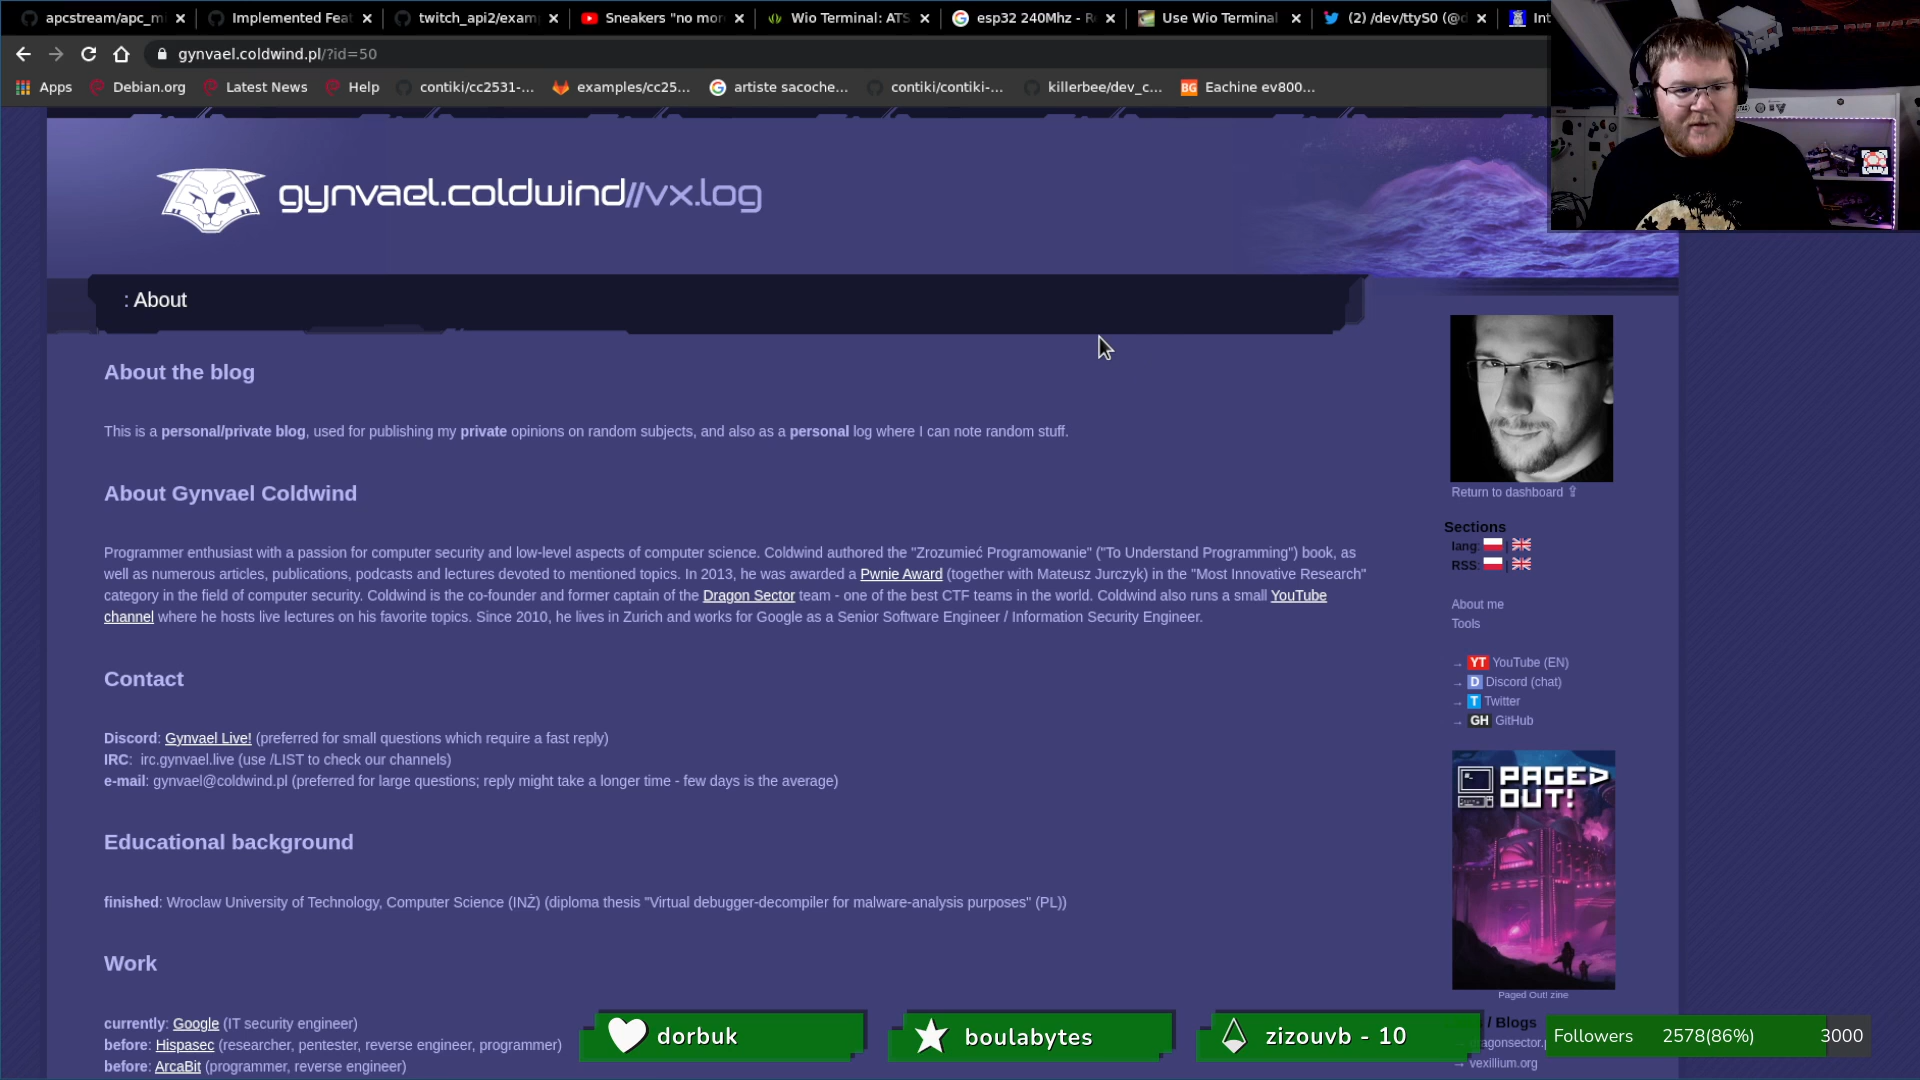 apcstream/apc_mi
Implemented Feat
twitch_api2/examp
Sneakers "no more
Wio Terminal: ATS
esp32 240Mhz - Re
Use Wio Terminal
(2) /dev/ttyS0 (@d
Int
gynvael.coldwind.pl/?id=50
Apps
Debian.org
Latest News
Help
contiki/cc2531-...
examples/cc25...
artiste sacoche...
contiki/contiki-...
killerbee/dev_c...
BG Eachine ev800...
gynvael.coldwind//vx.log
: About
About the blog
This is a personal/private blog, used for publishing my private opinions on random subjects, and also as a personal log where I can note random stuff.
About Gynvael Coldwind
Programmer enthusiast with a passion for computer security and low-level aspects of computer science. Coldwind authored the "Zrozumieć Programowanie" ("To Understand Programming") book, as
well as numerous articles, publications, podcasts and lectures devoted to mentioned topics. In 2013, he was awarded a Pwnie Award (together with Mateusz Jurczyk) in the "Most Innovative Research"
category in the field of computer security. Coldwind is the co-founder and former captain of the Dragon Sector team - one of the best CTF teams in the world. Coldwind also runs a small YouTube
channel where he hosts live lectures on his favorite topics. Since 2010, he lives in Zurich and works for Google as a Senior Software Engineer / Information Security Engineer.
Contact
Discord: Gynvael Live! (preferred for small questions which require a fast reply)
IRC: irc.gynvael.live (use /LIST to check our channels)
e-mail: gynvael@coldwind.pl (preferred for large questions; reply might take a longer time - few days is the average)
Educational background
finished: Wroclaw University of Technology, Computer Science (INŻ) (diploma thesis "Virtual debugger-decompiler for malware-analysis purposes" (PL))
Work
currently: Google (IT security engineer)
before: Hispasec (researcher, pentester, reverse engineer, programmer)
before: ArcaBit (programmer, reverse engineer)
Return to dashboard ⇧
Sections
lang: |
RSS: |
About me
Tools
→ YT YouTube (EN)
→ D Discord (chat)
→ T Twitter
→ GH GitHub
PAGED
OUT!
Paged Out! zine
/ Blogs
→ dragonsector.p
→ vexillium.org
dorbuk
boulabytes
zizouvb - 10
Followers 2578(86%) 3000